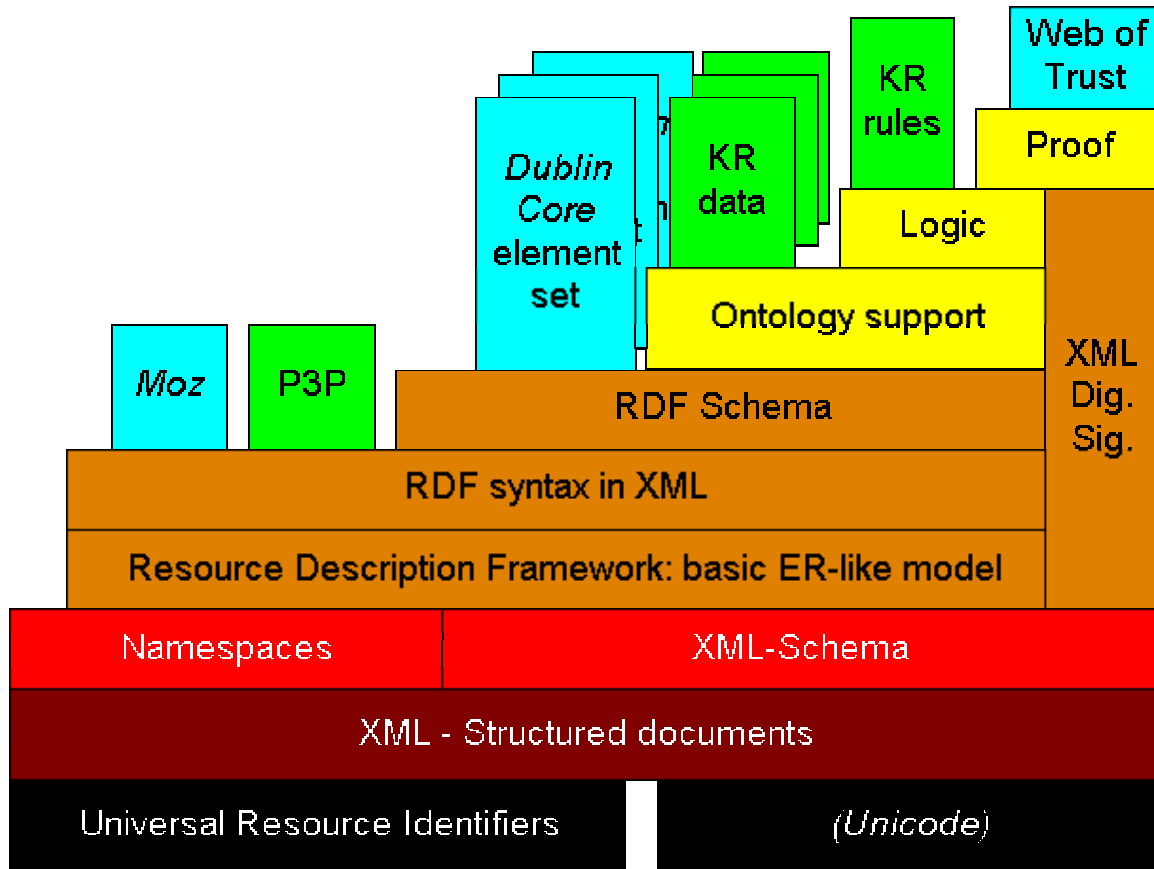 Web of
Trust
KR
rules
Proof
Dublin
Core
element
set
KR
data
Logic
Ontology support
Moz
P3P
RDF Schema
XML
Dig.
Sig.
RDF syntax in XML
Resource Description Framework: basic ER-like model
Namespaces
XML-Schema
XML - Structured documents
Universal Resource Identifiers
(Unicode)